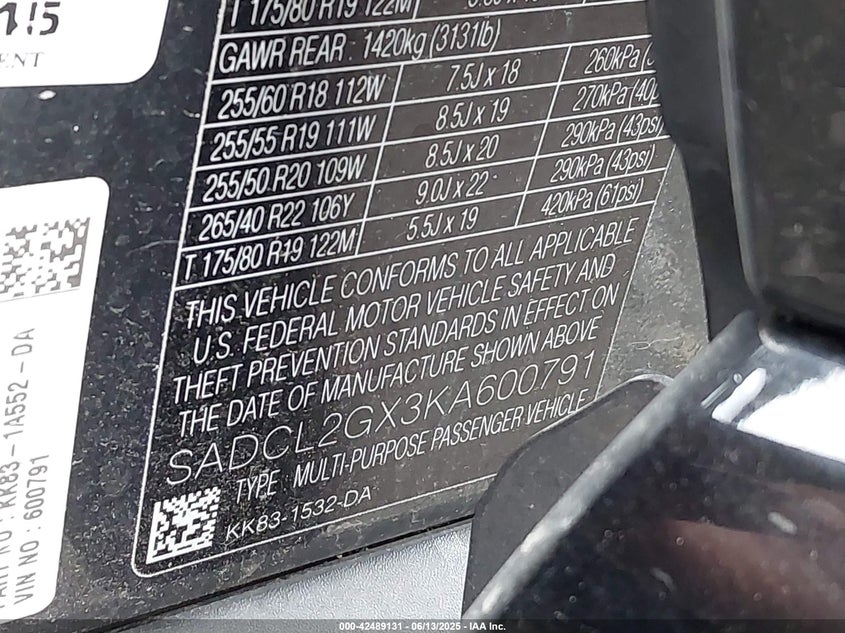 T 175/80 R19 122M
GAWR REAR : 1420kg (3131lb)
255/60 R18 112W 7.5J x 18 260kPa
255/55 R19 111W 8.5J x 19 270kPa
255/50 R20 109W 8.5J x 20 290kPa (43psi)
265/40 R22 106Y 9.0J x 22 290kPa (43psi)
T 175/80 R19 122M 5.5J x 19 420kPa (61psi)
THIS VEHICLE CONFORMS TO ALL APPLICABLE
U.S. FEDERAL MOTOR VEHICLE SAFETY AND
THEFT PREVENTION STANDARDS IN EFFECT ON
THE DATE OF MANUFACTURE SHOWN ABOVE
SADCL2GX3KA600791
TYPE : MULTI-PURPOSE PASSENGER VEHICLE
KK83-1532-DA
KK83-1A552-DA
VIN NO : 600791
000-42489131 - 06/13/2025 - IAA Inc.